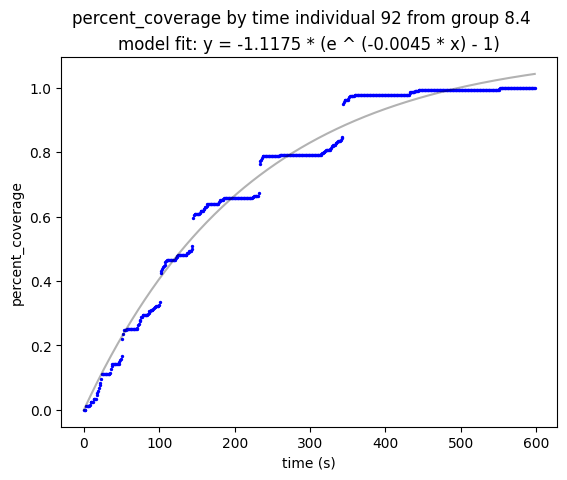 percent_coverage by time individual 92 from group 8.4
model fit: y = -1.1175 * (e ^ (-0.0045 * x) - 1)
percent_coverage
1.0
0.8
0.6
0.4
0.2
0.0
0 100 200 300 400 500 600
time (s)